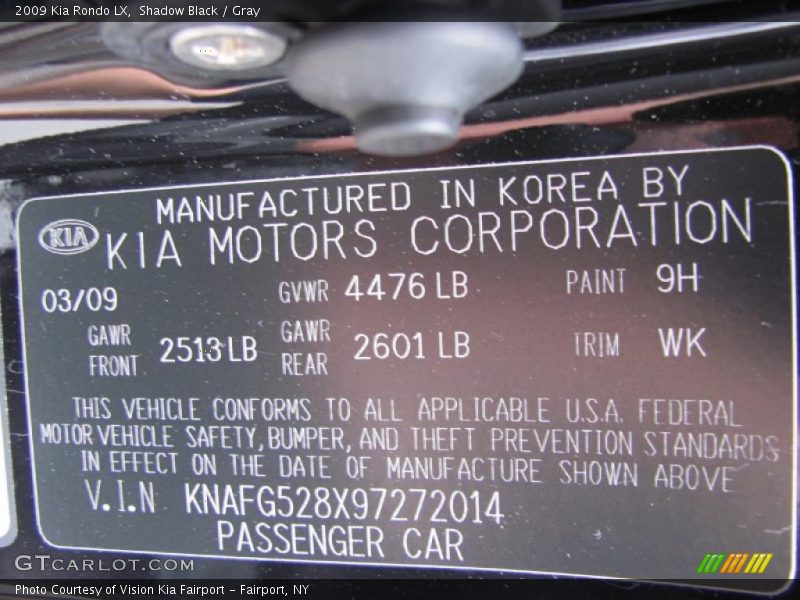 2009 Kia Rondo LX, Shadow Black / Gray
MANUFACTURED IN KOREA BY
KIA KIA MOTORS CORPORATION
03/09 GVWR 4476 LB PAINT 9H
GAWR FRONT 2513 LB GAWR REAR 2601 LB TRIM WK
THIS VEHICLE CONFORMS TO ALL APPLICABLE U.S.A. FEDERAL
MOTOR VEHICLE SAFETY, BUMPER, AND THEFT PREVENTION STANDARDS
IN EFFECT ON THE DATE OF MANUFACTURE SHOWN ABOVE
V.I.N KNAFG528X97272014
PASSENGER CAR
GTCARLOT.COM
Photo Courtesy of Vision Kia Fairport - Fairport, NY